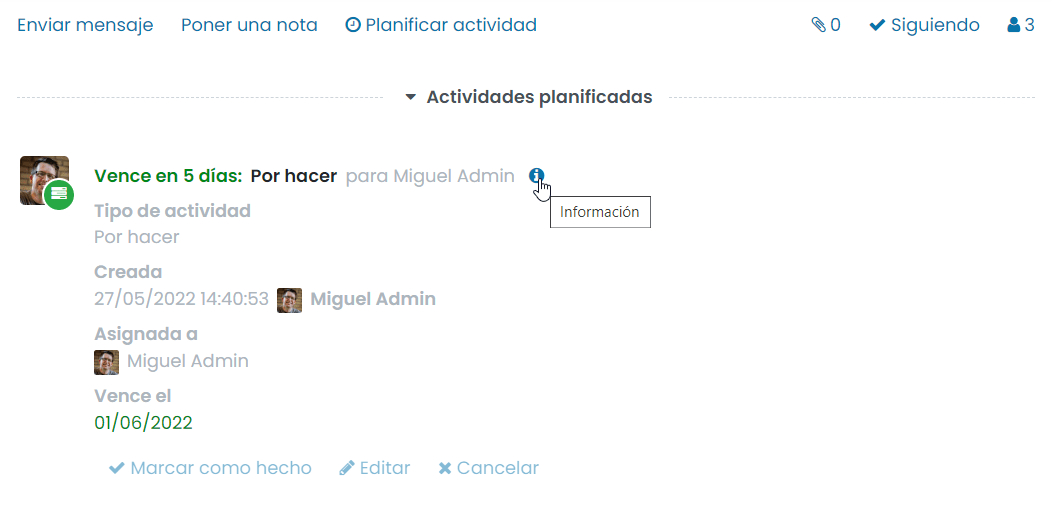 Enviar mensaje Poner una nota Planificar actividad 0 Siguiendo 3
Actividades planificadas
Vence en 5 días: Por hacer para Miguel Admin
Información
Tipo de actividad
Por hacer
Creada
27/05/2022 14:40:53 Miguel Admin
Asignada a
Miguel Admin
Vence el
01/06/2022
Marcar como hecho Editar Cancelar